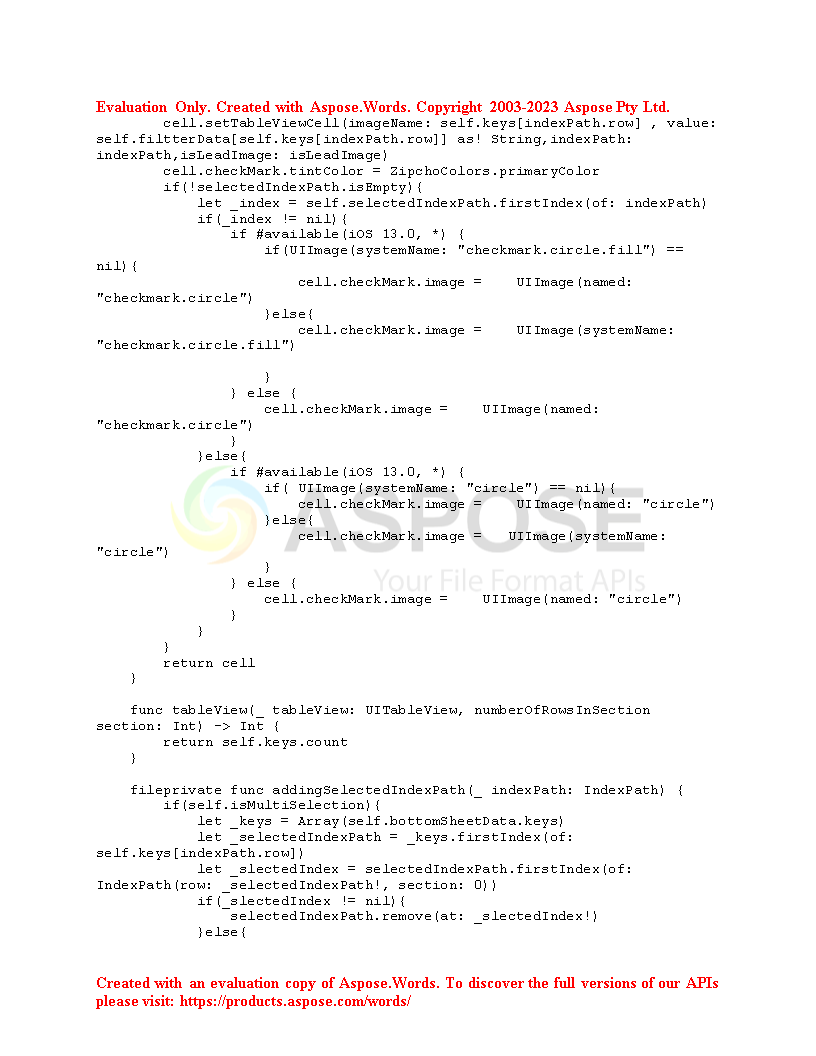 Evaluation Only. Created with Aspose.Words. Copyright 2003-2023 Aspose Pty Ltd.
        cell.setTableViewCell(imageName: self.keys[indexPath.row] , value:
self.filtterData[self.keys[indexPath.row]] as! String,indexPath:
indexPath,isLeadImage: isLeadImage)
        cell.checkMark.tintColor = ZipchoColors.primaryColor
        if(!selectedIndexPath.isEmpty){
            let _index = self.selectedIndexPath.firstIndex(of: indexPath)
            if(_index != nil){
                if #available(iOS 13.0, *) {
                    if(UIImage(systemName: "checkmark.circle.fill") ==
nil){
                        cell.checkMark.image =    UIImage(named:
"checkmark.circle")
                    }else{
                        cell.checkMark.image =    UIImage(systemName:
"checkmark.circle.fill")
                    }
                } else {
                    cell.checkMark.image =    UIImage(named:
"checkmark.circle")
                }
            }else{
                if #available(iOS 13.0, *) {
                    if( UIImage(systemName: "circle") == nil){
                        cell.checkMark.image =    UIImage(named: "circle")
                    }else{
                        cell.checkMark.image =   UIImage(systemName:
"circle")
                    }
                } else {
                    cell.checkMark.image =    UIImage(named: "circle")
                }
            }
        }
        return cell
    }
    func tableView(_ tableView: UITableView, numberOfRowsInSection
section: Int) -> Int {
        return self.keys.count
    }
    fileprivate func addingSelectedIndexPath(_ indexPath: IndexPath) {
        if(self.isMultiSelection){
            let _keys = Array(self.bottomSheetData.keys)
            let _selectedIndexPath = _keys.firstIndex(of:
self.keys[indexPath.row])
            let _slectedIndex = selectedIndexPath.firstIndex(of:
IndexPath(row: _selectedIndexPath!, section: 0))
            if(_slectedIndex != nil){
                selectedIndexPath.remove(at: _slectedIndex!)
            }else{
ASPOSE
Your File Format APIs
Created with an evaluation copy of Aspose.Words. To discover the full versions of our APIs
please visit: https://products.aspose.com/words/